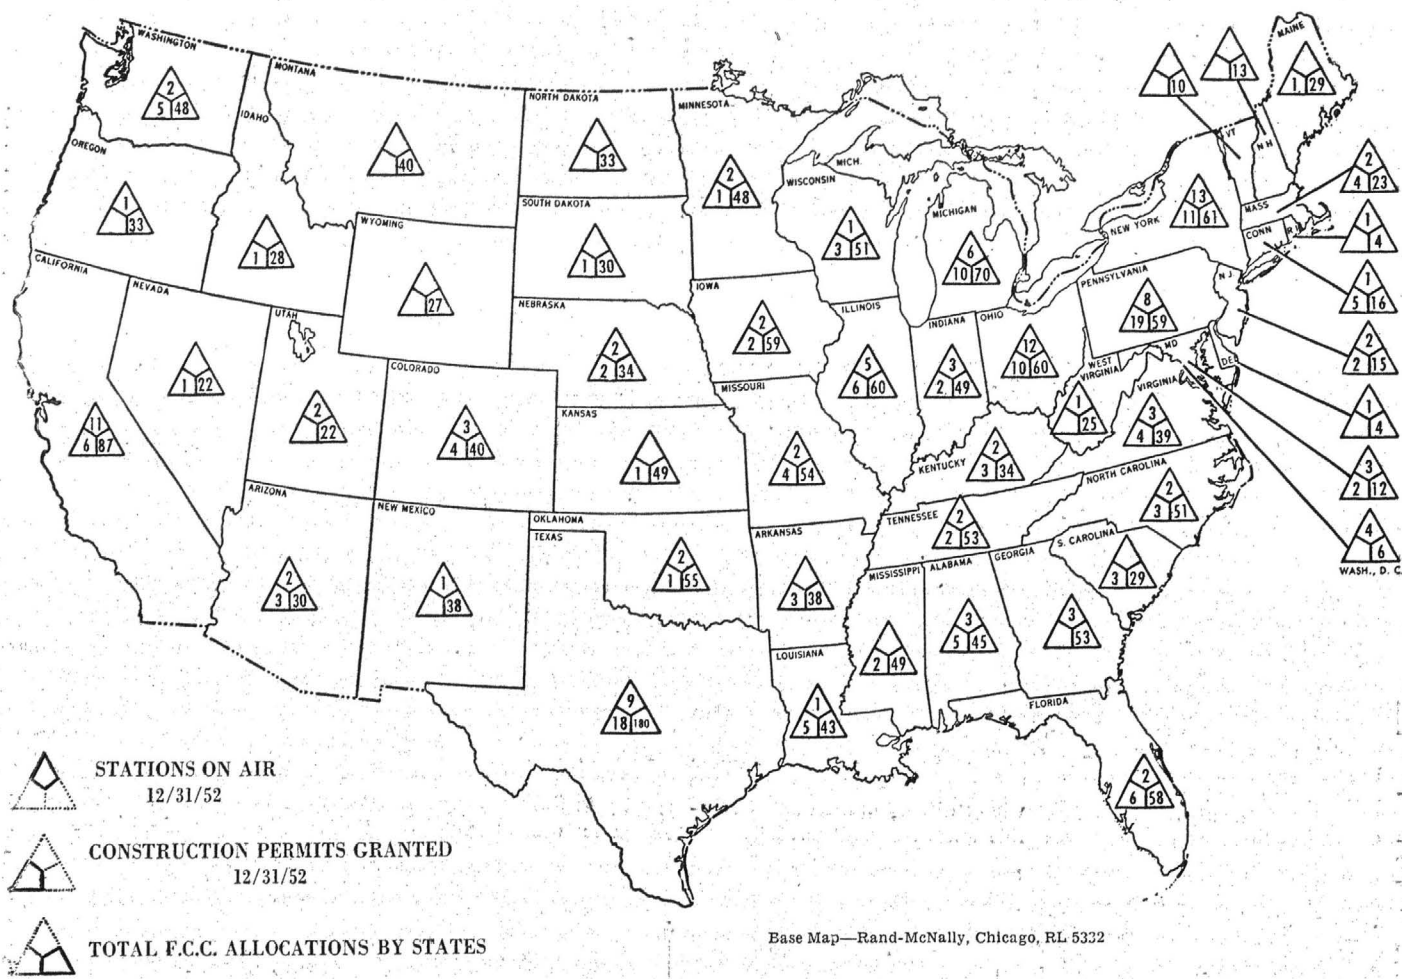 WASHINGTON
2
5 48
MONTANA
40
IDAHO
1 28
OREGON
1
33
NORTH DAKOTA
33
MINNESOTA
2
1 48
SOUTH DAKOTA
1 30
WYOMING
27
CALIFORNIA
11
6 87
NEVADA
1 22
UTAH
2
22
COLORADO
3
4 40
NEBRASKA
2
2 34
IOWA
2
2 59
WISCONSIN
1
3 51
MICH.
MICHIGAN
6
10 70
ILLINOIS
5
6 60
INDIANA
3
2 49
OHIO
12
10 60
KANSAS
1 49
MISSOURI
2
4 54
KENTUCKY
2
3 34
WEST
VIRGINIA
1
25
VIRGINIA
3
4 39
PENNSYLVANIA
8
19 59
NEW YORK
13
11 61
VT
10
N H
13
MAINE
1 29
MASS
2
4 23
R I
1
4
CONN
1
5 16
N J
2
2 15
DEL
1
4
MD
3
2 12
4
6
WASH., D. C.
ARIZONA
2
3 30
NEW MEXICO
1
38
OKLAHOMA
2
1 55
TEXAS
9
18 180
ARKANSAS
3 38
LOUISIANA
1
5 43
MISSISSIPPI
2 49
ALABAMA
3
5 45
TENNESSEE
2
2 53
GEORGIA
3
53
NORTH CAROLINA
2
3 51
S. CAROLINA
3 29
FLORIDA
2
6 58
STATIONS ON AIR
12/31/52
CONSTRUCTION PERMITS GRANTED
12/31/52
TOTAL F.C.C. ALLOCATIONS BY STATES
Base Map—Rand-McNally, Chicago, RL 5332